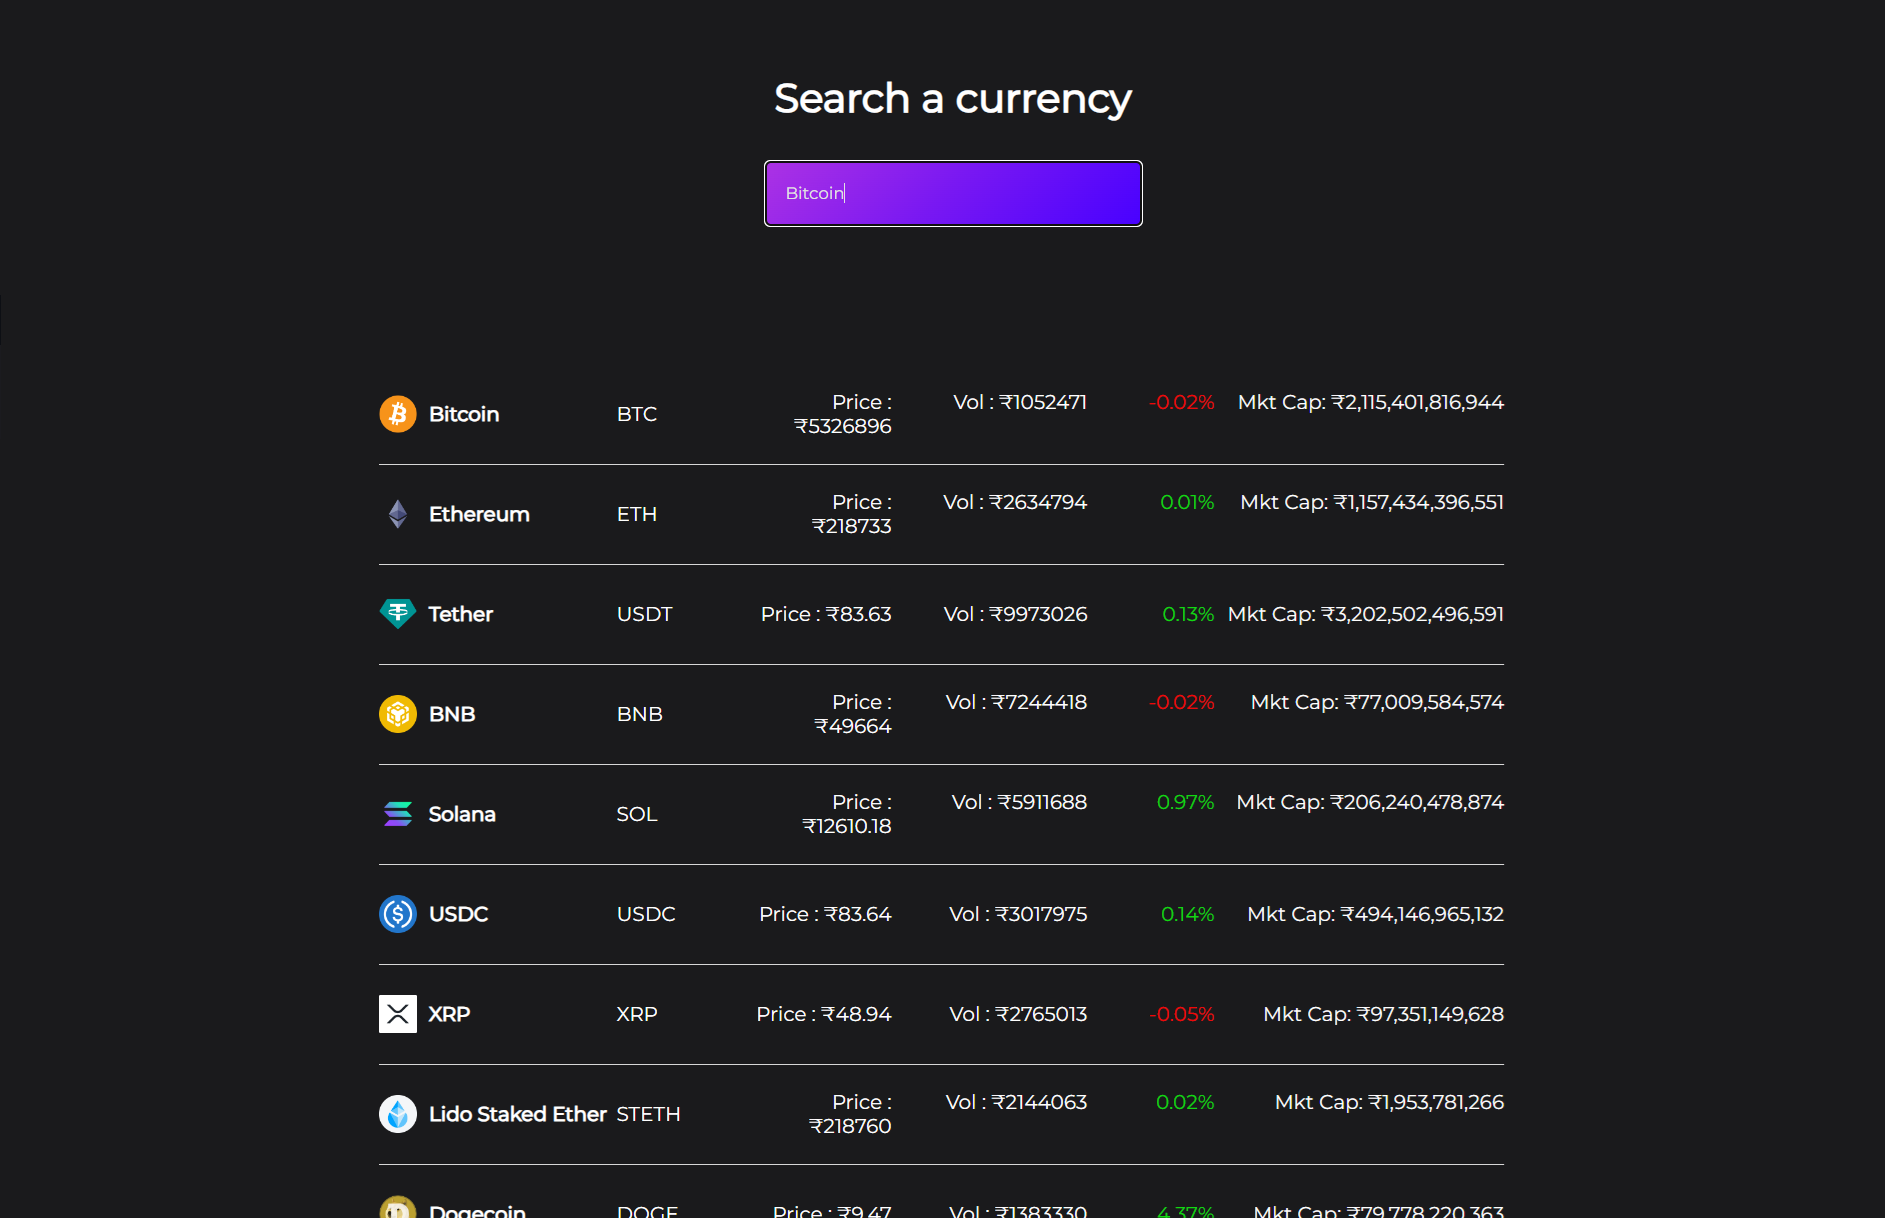 Search a currency
Bitcoin
Bitcoin BTC Price : ₹5326896 Vol : ₹1052471 -0.02% Mkt Cap: ₹2,115,401,816,944
Ethereum ETH Price : ₹218733 Vol : ₹2634794 0.01% Mkt Cap: ₹1,157,434,396,551
Tether USDT Price : ₹83.63 Vol : ₹9973026 0.13% Mkt Cap: ₹3,202,502,496,591
BNB BNB Price : ₹49664 Vol : ₹7244418 -0.02% Mkt Cap: ₹77,009,584,574
Solana SOL Price : ₹12610.18 Vol : ₹5911688 0.97% Mkt Cap: ₹206,240,478,874
USDC USDC Price : ₹83.64 Vol : ₹3017975 0.14% Mkt Cap: ₹494,146,965,132
XRP XRP Price : ₹48.94 Vol : ₹2765013 -0.05% Mkt Cap: ₹97,351,149,628
Lido Staked Ether STETH Price : ₹218760 Vol : ₹2144063 0.02% Mkt Cap: ₹1,953,781,266
Dogecoin DOGE Price : ₹9.47 Vol : ₹1383330 4.37% Mkt Cap: ₹79,778,220,363